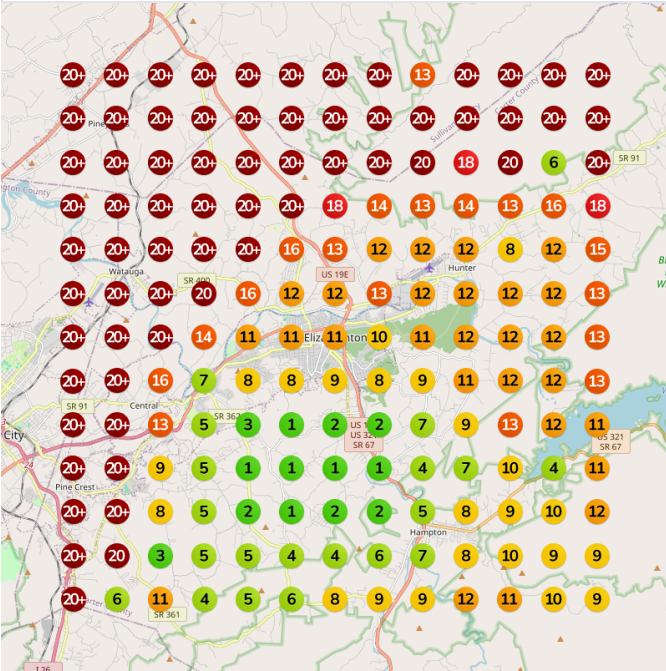 20+ 20+ 20+ 20+ 20+ 20+ 20+ 20+ 13 20+ 20+ 20+ 20+
Sullivan County
Carter County
20+ 20+ 20+ 20+ 20+ 20+ 20+ 20+ 20+ 20+ 20+ 20+ 20+
20+ 20+ 20+ 20+ 20+ 20+ 20+ 20+ 20 18 20 6 20+
SR 91
20+ 20+ 20+ 20+ 20+ 20+ 18 14 13 14 13 16 18
20+ 20+ 20+ 20+ 20+ 16 13 12 12 12 8 12 15
Watauga
US 19E
Hunter
SR 400
20+ 20+ 20+ 20 16 12 12 13 12 12 12 12 13
20+ 20+ 20+ 14 11 11 11 10 11 12 12 12 13
20+ 20+ 16 7 8 8 9 8 9 11 12 12 13
SR 91
Central
SR 362
20+ 20+ 13 5 3 1 2 2 7 9 13 12 11
City
US 321
SR 67
US 321
SR 67
20+ 20+ 9 5 1 1 1 1 4 7 10 4 11
Pine Crest
20+ 20+ 8 5 2 1 2 2 5 8 9 10 12
Hampton
20+ 20 3 5 5 4 4 6 7 8 10 9 9
20+ 6 11 4 5 6 8 9 9 12 11 10 9
SR 361
I 26